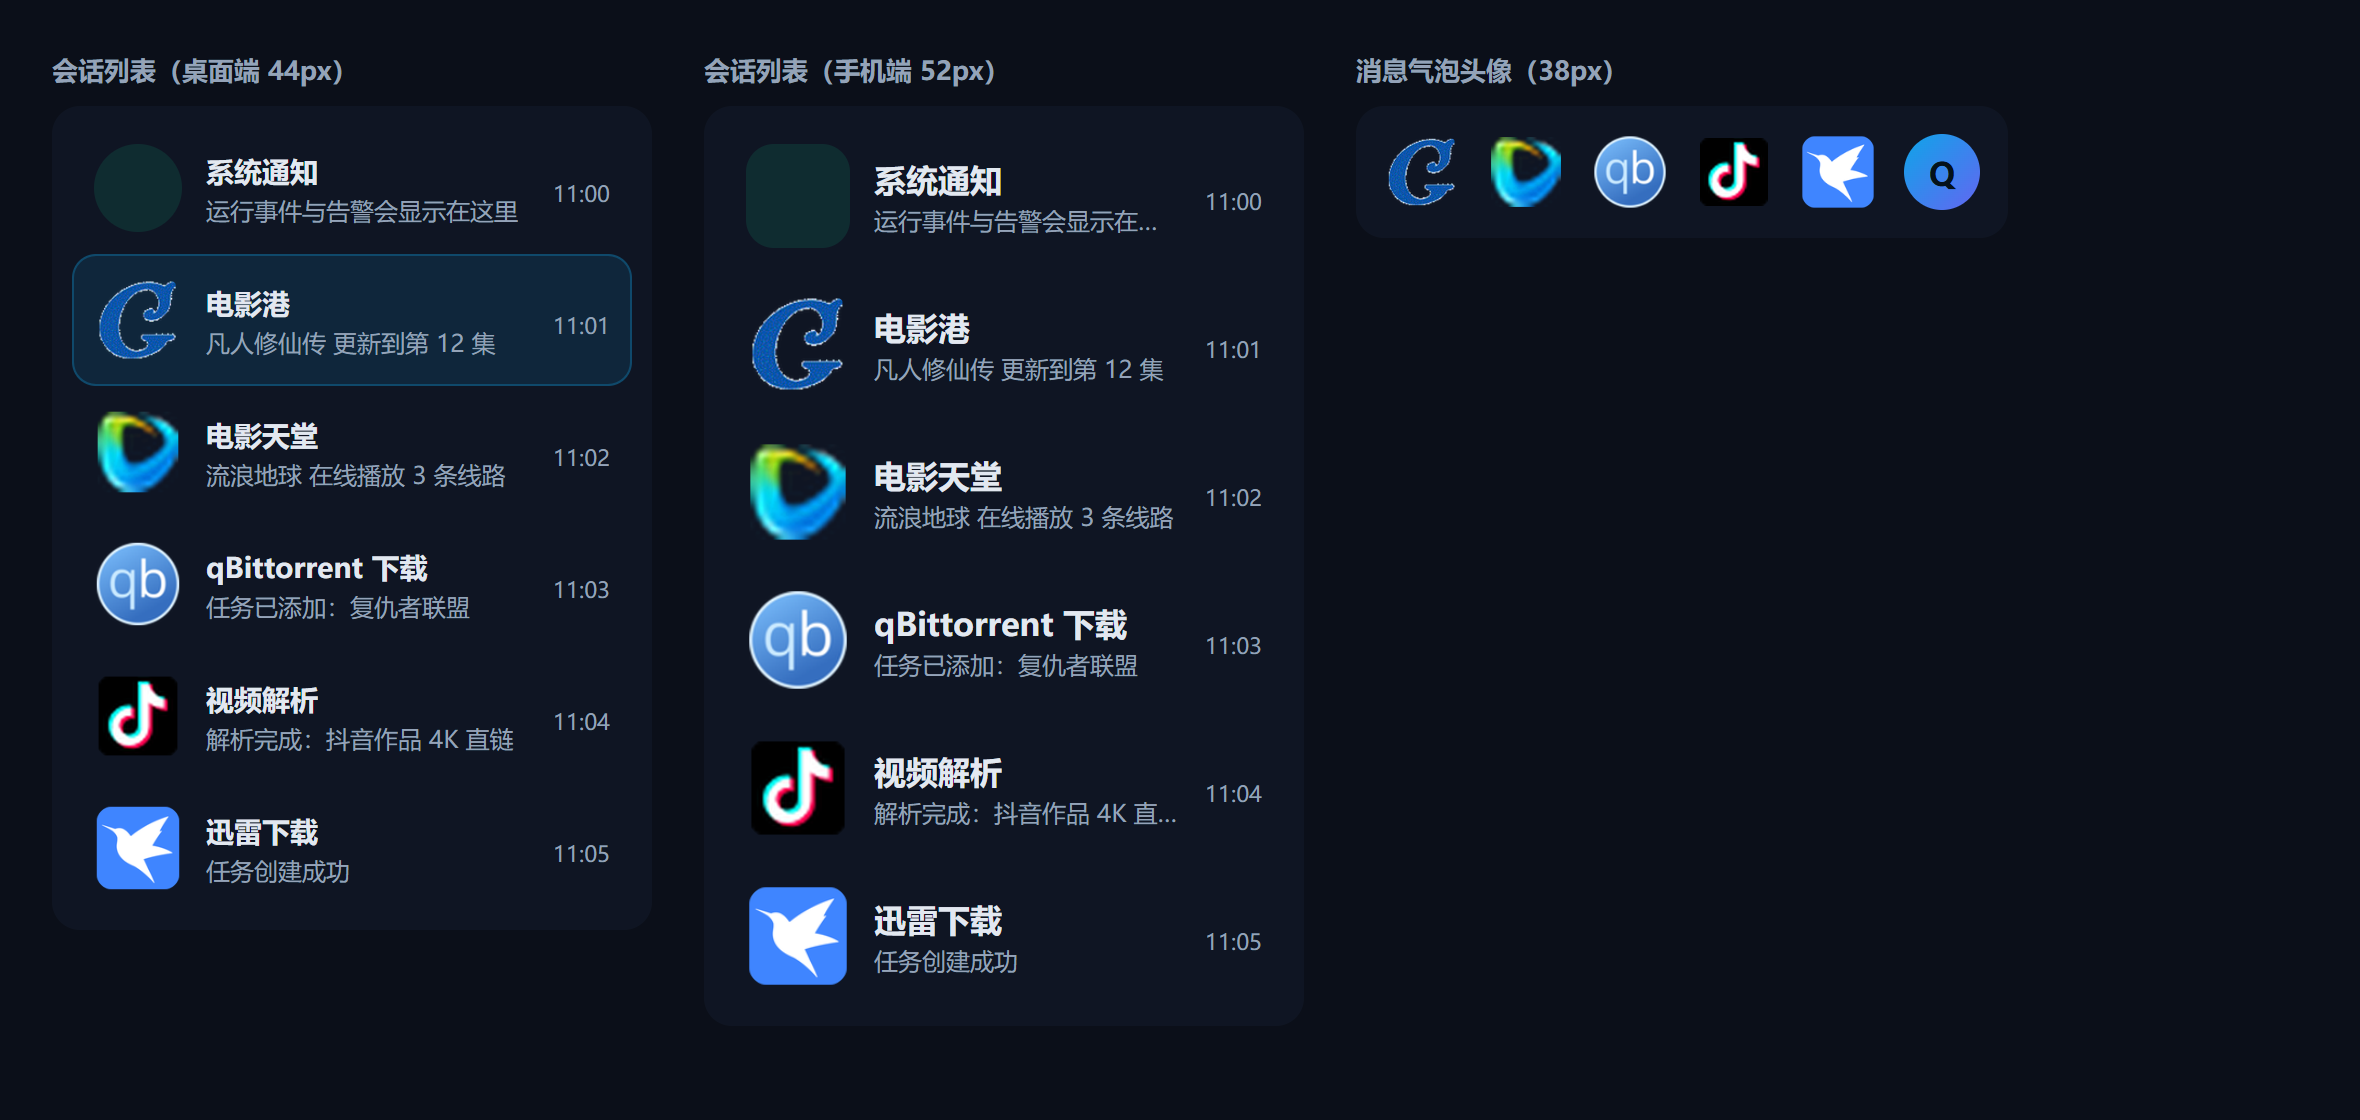 会话列表（桌面端 44px）
系统通知
运行事件与告警会显示在这里
11:00
电影港
凡人修仙传 更新到第 12 集
11:01
电影天堂
流浪地球 在线播放 3 条线路
11:02
qb
qBittorrent 下载
任务已添加：复仇者联盟
11:03
视频解析
解析完成：抖音作品 4K 直链
11:04
迅雷下载
任务创建成功
11:05
会话列表（手机端 52px）
系统通知
运行事件与告警会显示在...
11:00
电影港
凡人修仙传 更新到第 12 集
11:01
电影天堂
流浪地球 在线播放 3 条线路
11:02
qb
qBittorrent 下载
任务已添加：复仇者联盟
11:03
视频解析
解析完成：抖音作品 4K 直...
11:04
迅雷下载
任务创建成功
11:05
消息气泡头像（38px）
qb
Q